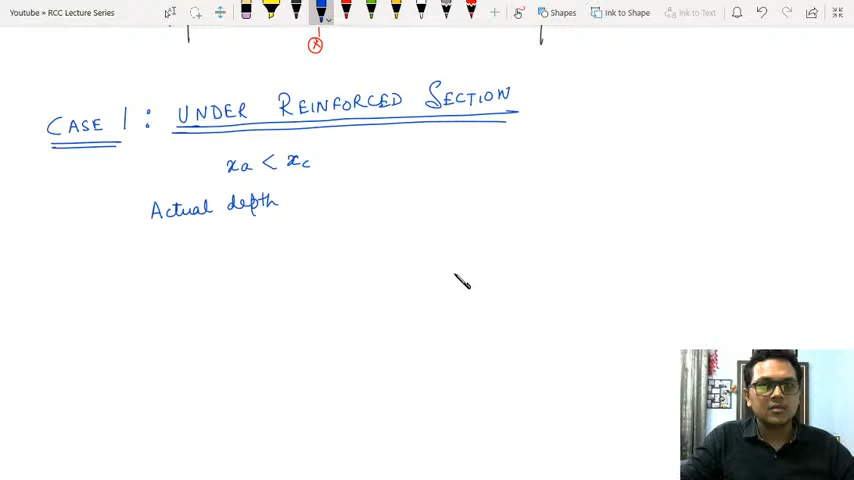 Youtube » RCC Lecture Series
Shapes
Ink to Shape
Ink to Text
X
CASE 1 : UNDER REINFORCED SECTION
xa < xc
Actual depth